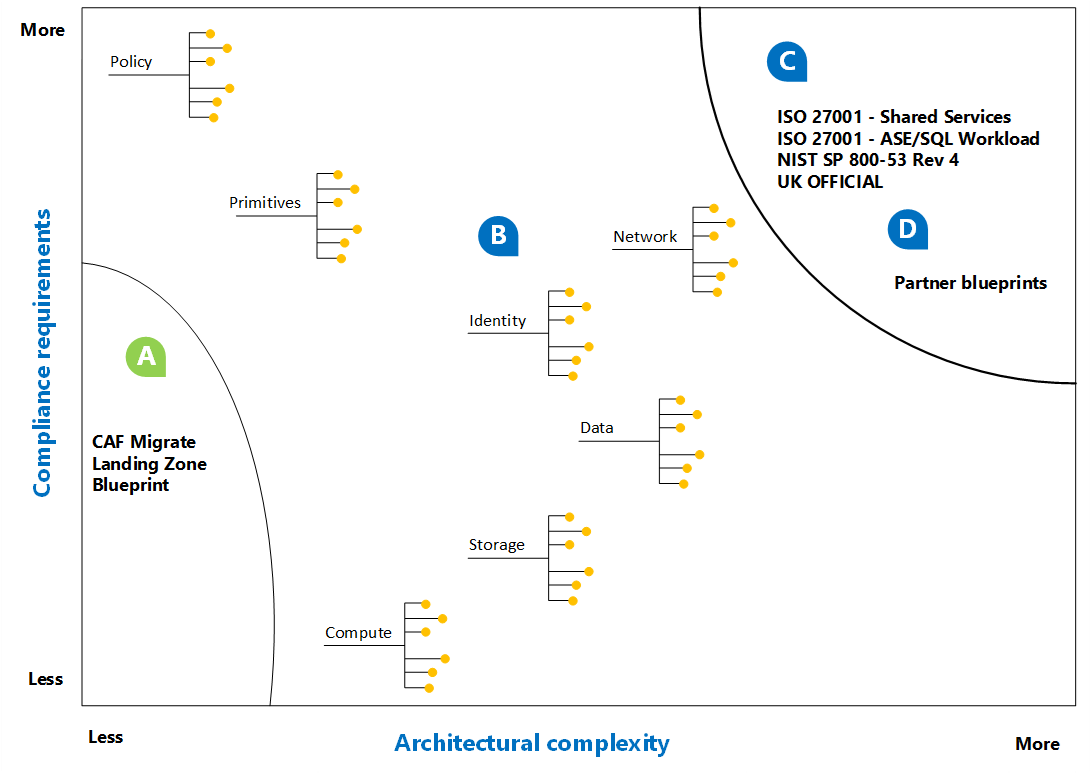 More
Policy
C
ISO 27001 - Shared Services
ISO 27001 - ASE/SQL Workload
NIST SP 800-53 Rev 4
UK OFFICIAL
Primitives
B
Network
D
Partner blueprints
Compliance requirements
Identity
A
CAF Migrate
Landing Zone
Blueprint
Data
Storage
Compute
Less
Less
Architectural complexity
More